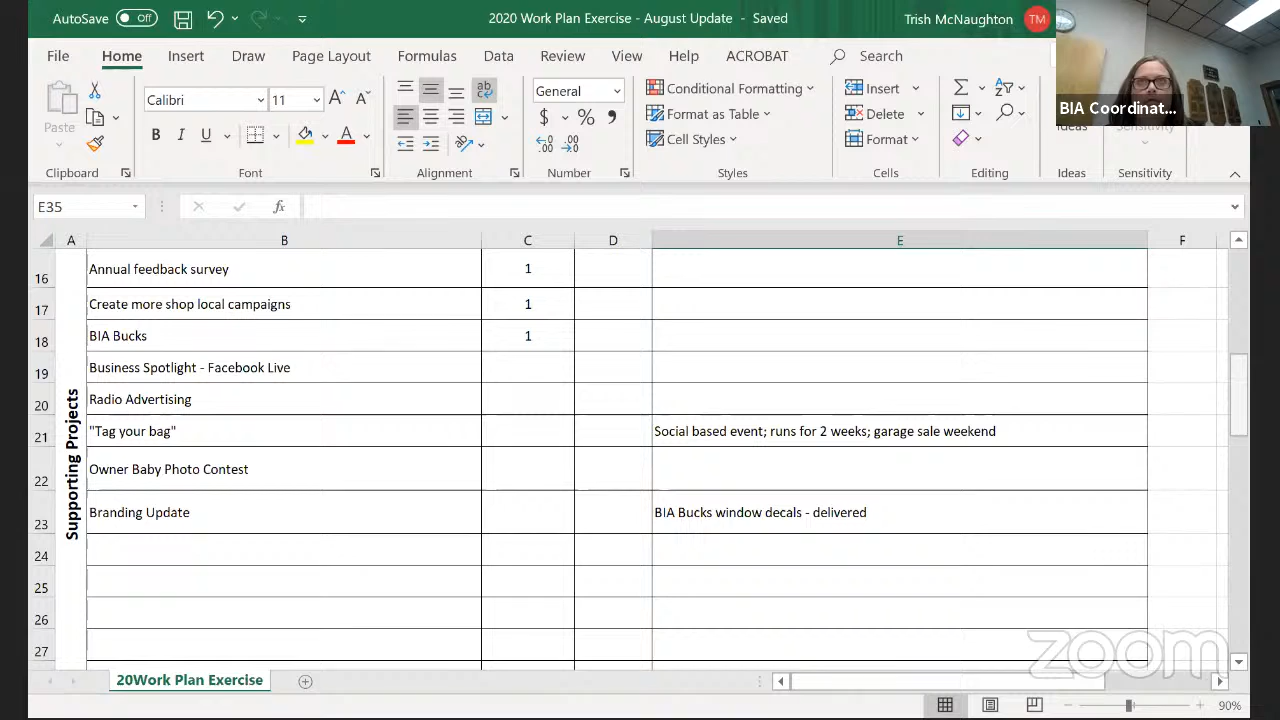 AutoSave Off 2020 Work Plan Exercise - August Update - Saved Trish McNaughton TM
File Home Insert Draw Page Layout Formulas Data Review View Help ACROBAT Search
BIA Coordinat...
Paste
Calibri 11
B I U
General
$ % ,
Conditional Formatting
Format as Table
Cell Styles
Insert
Delete
Format
Ideas
Sensitivity
Clipboard Font Alignment Number Styles Cells Editing Ideas Sensitivity
E35 fx
A B C D E F
Supporting Projects
16 Annual feedback survey 1
17 Create more shop local campaigns 1
18 BIA Bucks 1
19 Business Spotlight - Facebook Live
20 Radio Advertising
21 "Tag your bag" Social based event; runs for 2 weeks; garage sale weekend
22 Owner Baby Photo Contest
23 Branding Update BIA Bucks window decals - delivered
24
25
26
27
zoom
20Work Plan Exercise
90%